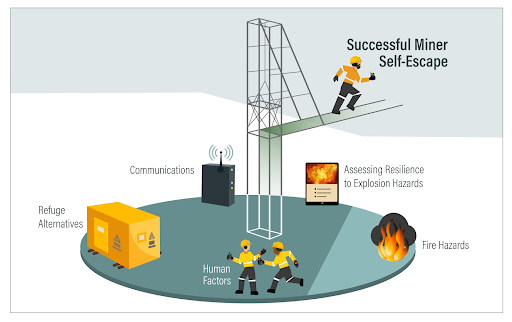 Successful Miner
Self-Escape
Communications
Assessing Resilience
to Explosion Hazards
Refuge
Alternatives
Human
Factors
Fire Hazards